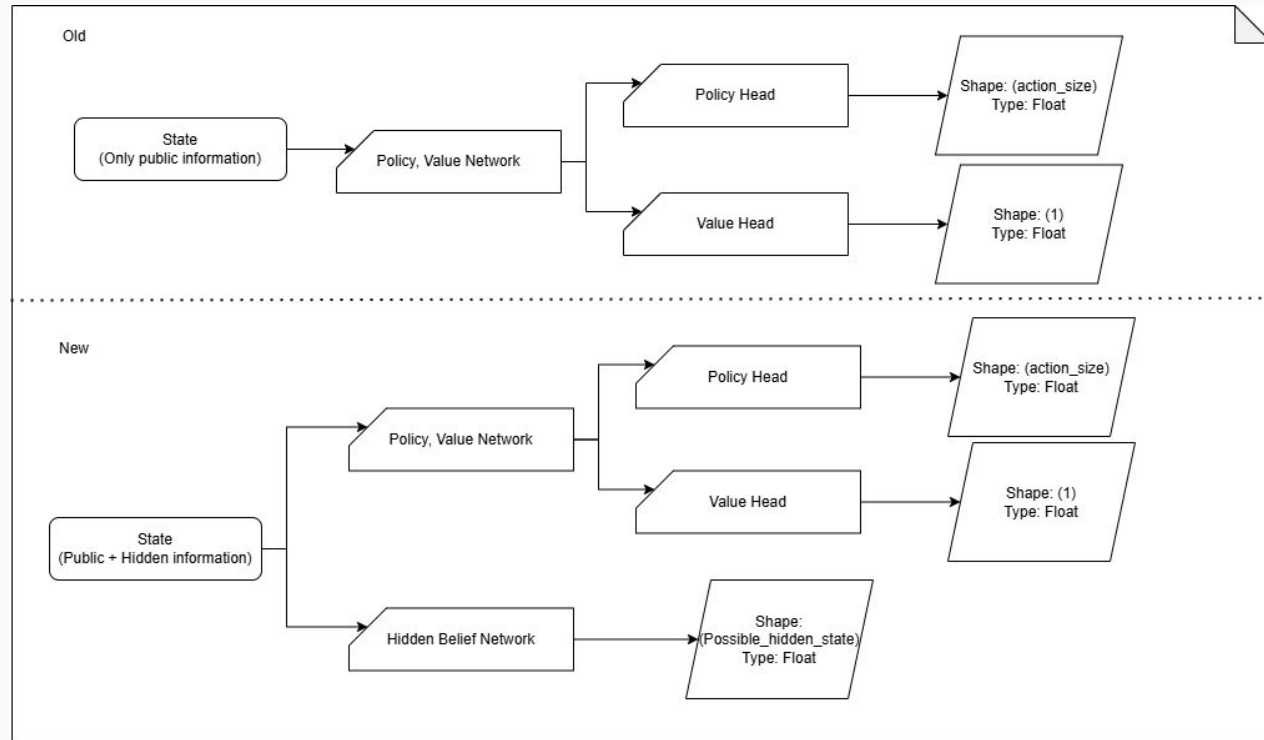 Old
State
(Only public information)
Policy, Value Network
Policy Head
Shape: (action_size)
Type: Float
Value Head
Shape: (1)
Type: Float
New
State
(Public + Hidden information)
Policy, Value Network
Policy Head
Shape: (action_size)
Type: Float
Value Head
Shape: (1)
Type: Float
Hidden Belief Network
Shape:
(Possible_hidden_state)
Type: Float